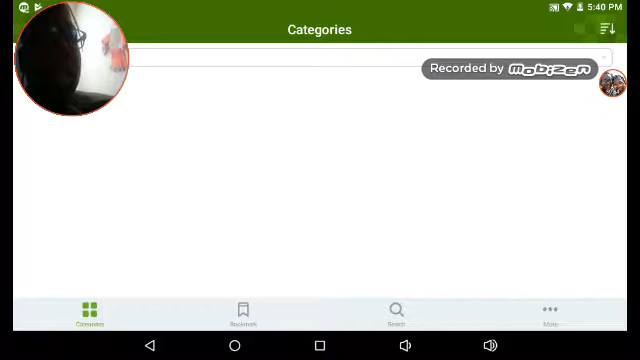 5:40 PM
Categories
Recorded by mobizen
Categories
Bookmark
Search
More